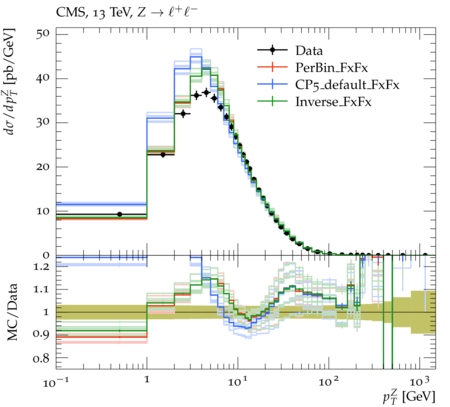 CMS, 13 TeV, Z → ℓ⁺ℓ⁻
dσ/dp_T^Z [pb/GeV]
50
40
30
20
10
0
Data
PerBin_FxFx
CP5_default_FxFx
Inverse_FxFx
MC/Data
1.2
1.1
1
0.9
0.8
10⁻¹
1
10¹
10²
10³
p_T^Z [GeV]